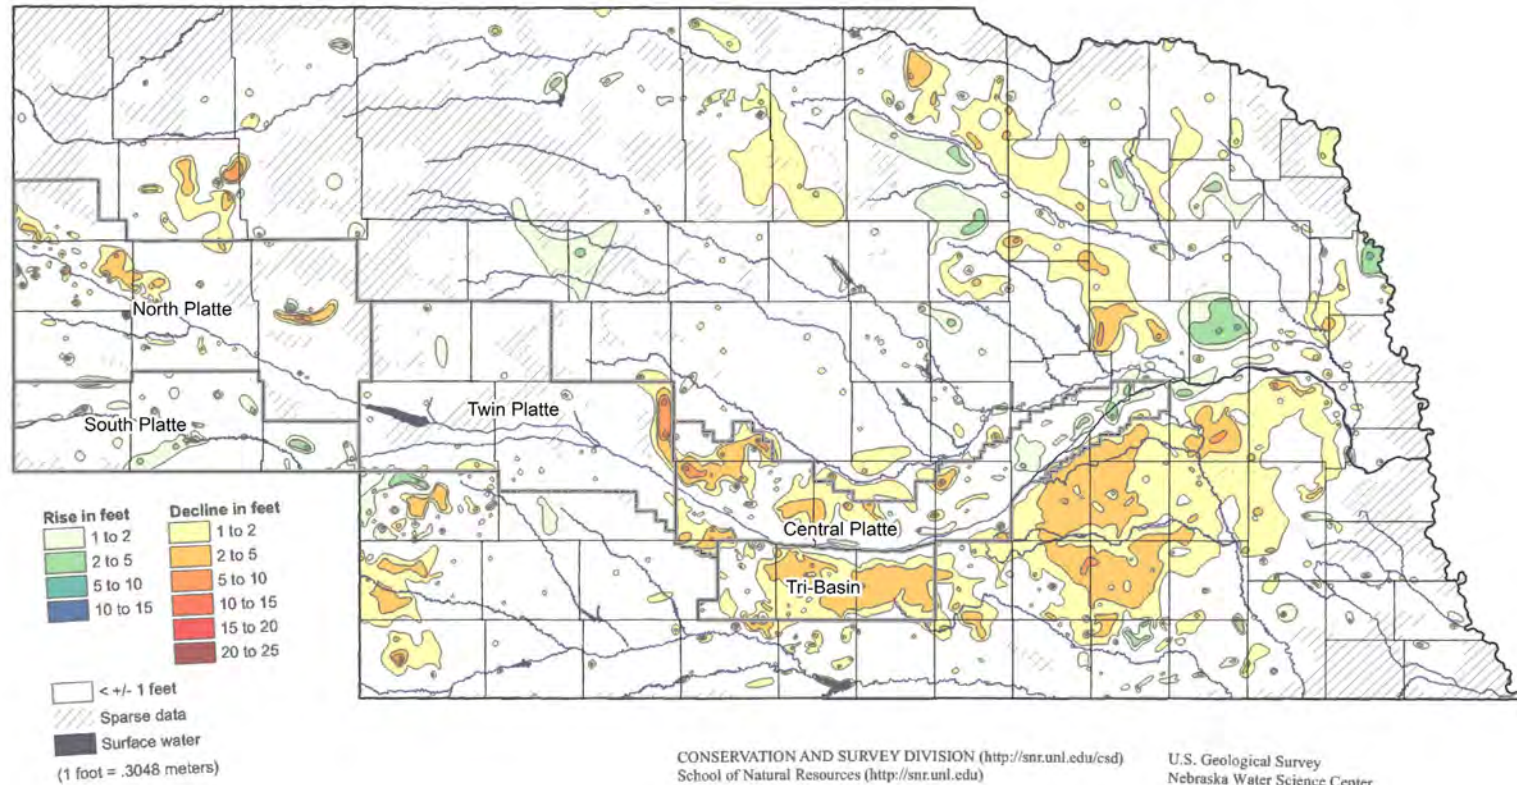 North Platte
South Platte
Twin Platte
Central Platte
Tri-Basin
Rise in feet
1 to 2
2 to 5
5 to 10
10 to 15
Decline in feet
1 to 2
2 to 5
5 to 10
10 to 15
15 to 20
20 to 25
< +/- 1 feet
Sparse data
Surface water
(1 foot = .3048 meters)
CONSERVATION AND SURVEY DIVISION (http://snr.unl.edu/csd)
School of Natural Resources (http://snr.unl.edu)
U.S. Geological Survey
Nebraska Water Science Center